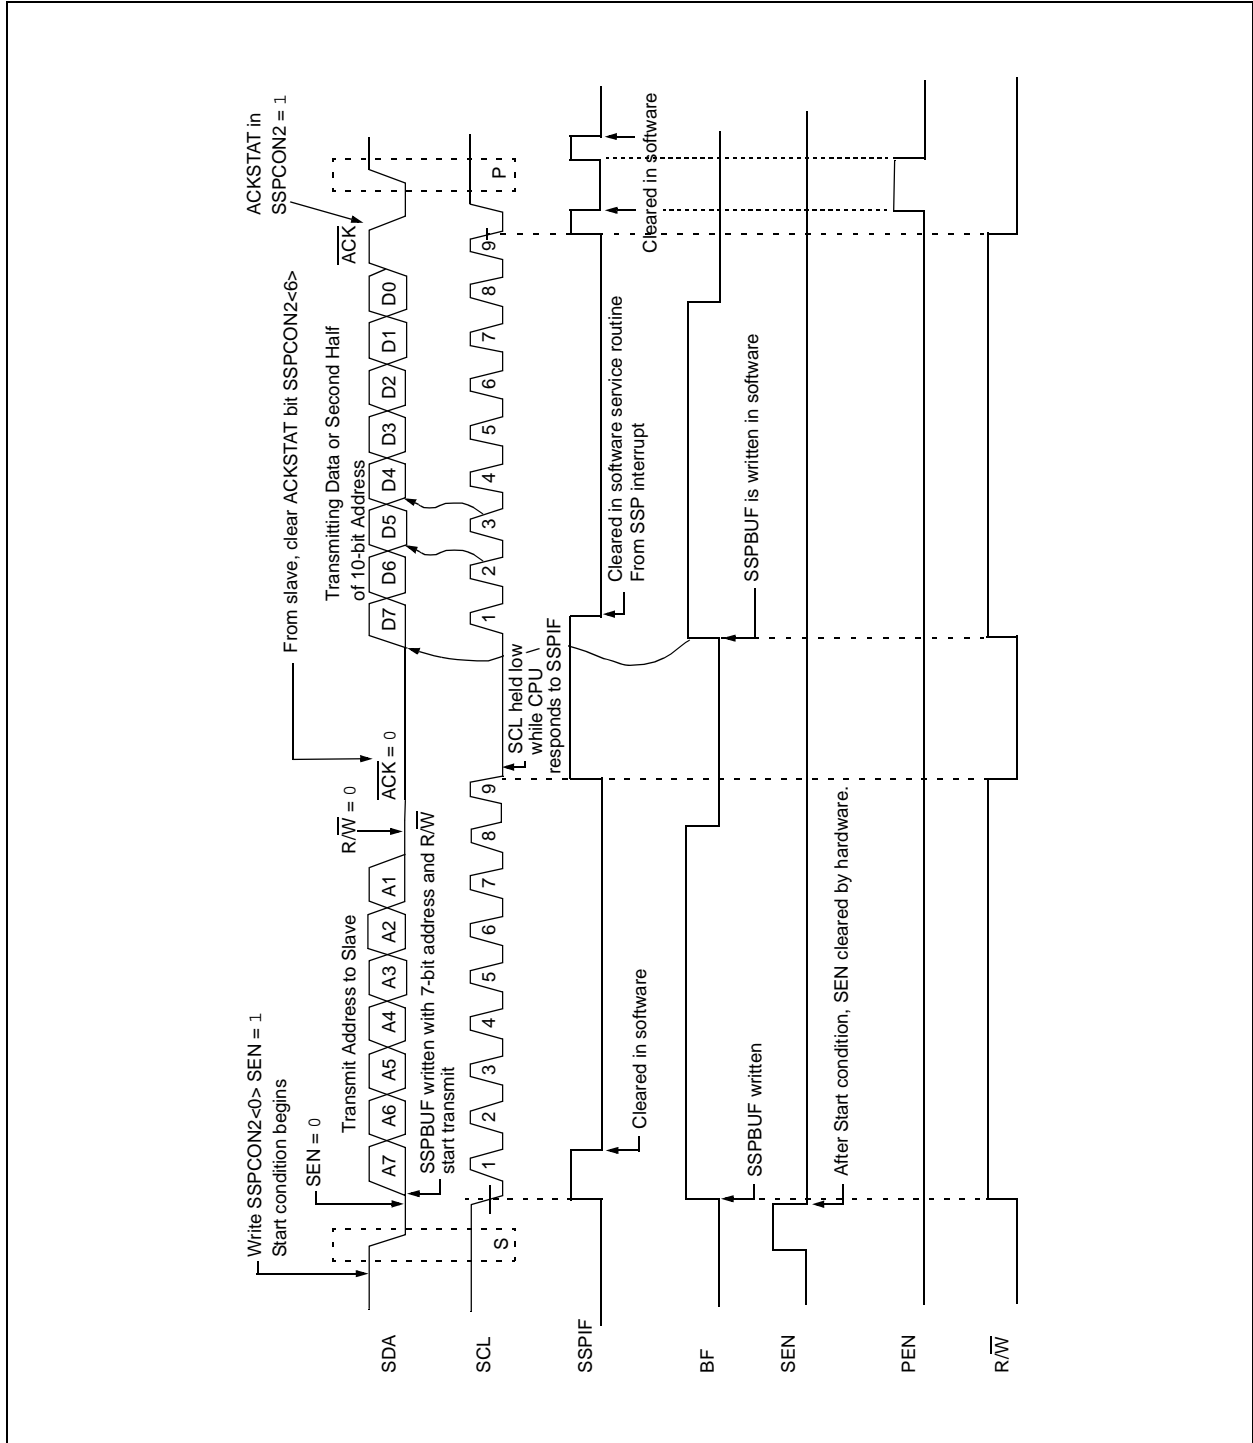 Write SSPCON2<0> SEN = 1
Start condition begins
SEN = 0
From slave, clear ACKSTAT bit SSPCON2<6>
ACKSTAT in
SSPCON2 = 1
Transmit Address to Slave
R/W = 0
ACK = 0
Transmitting Data or Second Half
of 10-bit Address
ACK
SDA
A7
A6
A5
A4
A3
A2
A1
D7
D6
D5
D4
D3
D2
D1
D0
SSPBUF written with 7-bit address and R/W
start transmit
SCL
S
1
2
3
4
5
6
7
8
9
1
2
3
4
5
6
7
8
9
P
SCL held low
while CPU
responds to SSPIF
SSPIF
Cleared in software
Cleared in software service routine
From SSP interrupt
Cleared in software
Cleared in software
BF
SSPBUF written
SSPBUF is written in software
SEN
After Start condition, SEN cleared by hardware.
PEN
R/W